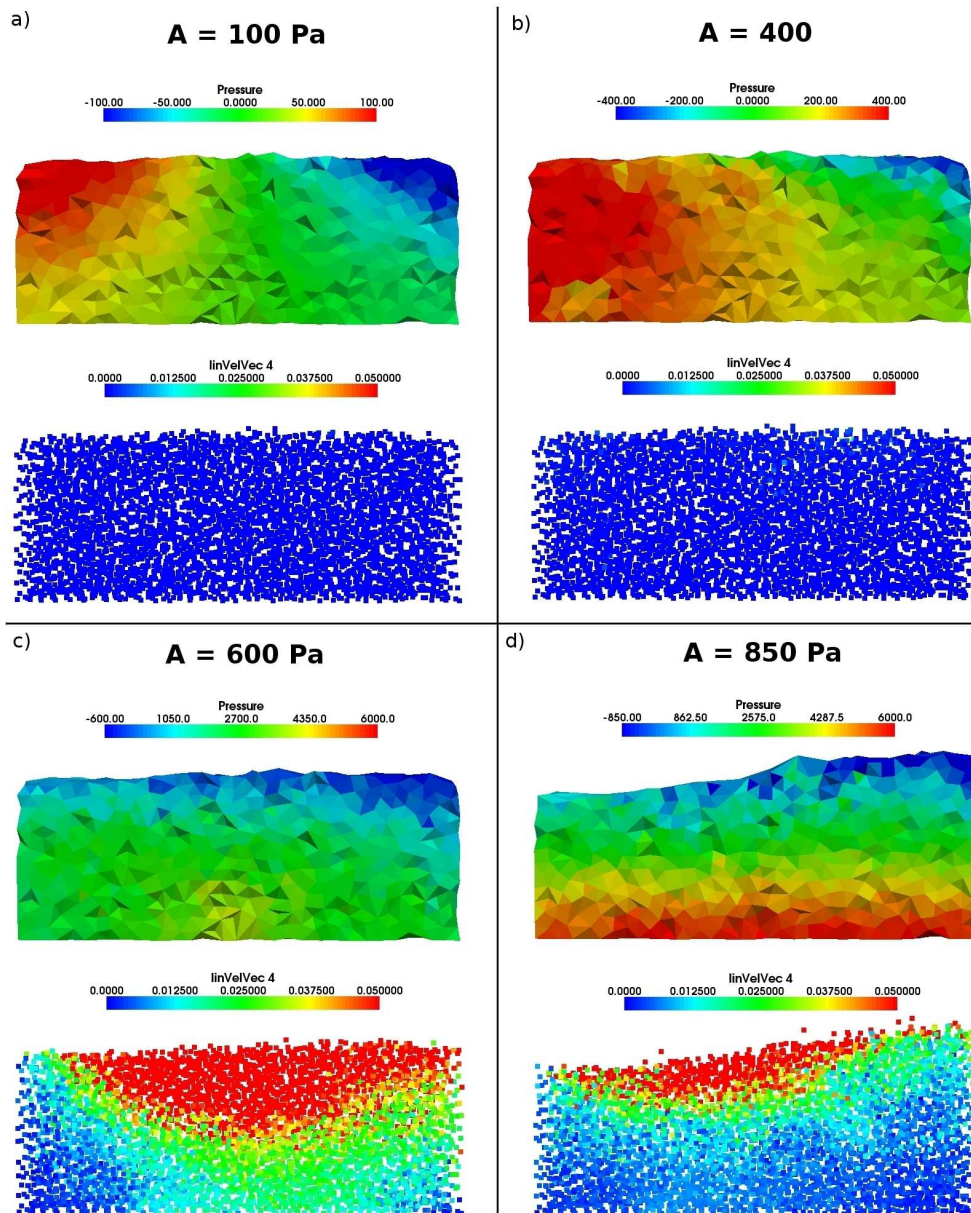 a)
A = 100 Pa
Pressure
-100.00 -50.000 0.0000 50.000 100.00
linVelVec 4
0.0000 0.012500 0.025000 0.037500 0.050000
b)
A = 400
Pressure
-400.00 -200.00 0.0000 200.00 400.00
linVelVec 4
0.0000 0.012500 0.025000 0.037500 0.050000
c)
A = 600 Pa
Pressure
-600.00 1050.0 2700.0 4350.0 6000.0
linVelVec 4
0.0000 0.012500 0.025000 0.037500 0.050000
d)
A = 850 Pa
Pressure
-850.00 862.50 2575.0 4287.5 6000.0
linVelVec 4
0.0000 0.012500 0.025000 0.037500 0.050000